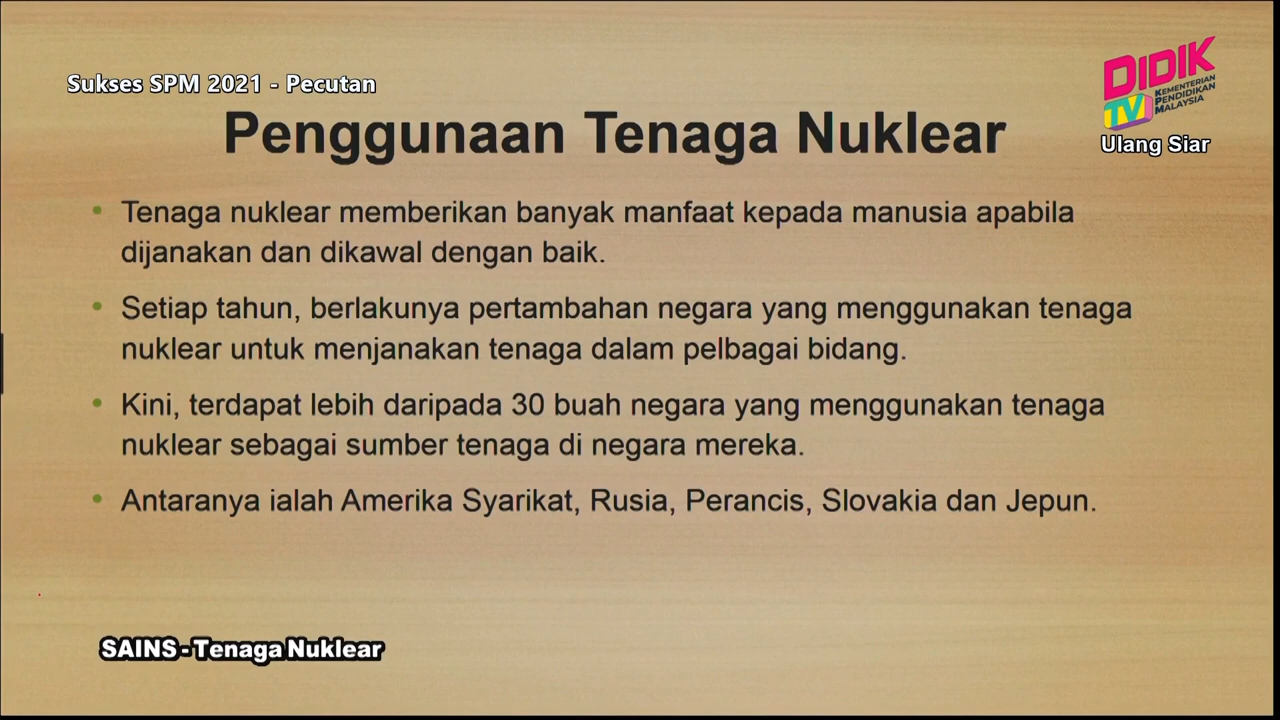 Sukses SPM 2021 - Pecutan
DIDIK
TV
KEMENTERIAN
PENDIDIKAN
MALAYSIA
Ulang Siar
Penggunaan Tenaga Nuklear
• Tenaga nuklear memberikan banyak manfaat kepada manusia apabila
dijanakan dan dikawal dengan baik.
• Setiap tahun, berlakunya pertambahan negara yang menggunakan tenaga
nuklear untuk menjanakan tenaga dalam pelbagai bidang.
• Kini, terdapat lebih daripada 30 buah negara yang menggunakan tenaga
nuklear sebagai sumber tenaga di negara mereka.
• Antaranya ialah Amerika Syarikat, Rusia, Perancis, Slovakia dan Jepun.
SAINS - Tenaga Nuklear